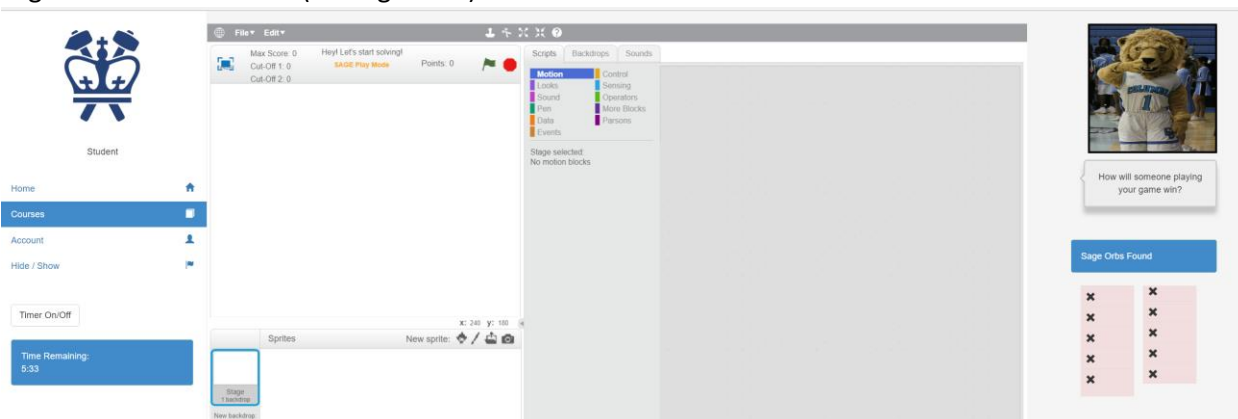 File Edit
Max Score: 0
Cut-Off 1: 0
Cut-Off 2: 0
Hey! Let's start solving!
SAGE Play Mode
Points: 0
Scripts Backdrops Sounds
Motion Control
Looks Sensing
Sound Operators
Pen More Blocks
Data Parsons
Events
Stage selected:
No motion blocks
Student
Home
Courses
Account
Hide / Show
Timer On/Off
Time Remaining:
5:33
x: 240 y: 180
Sprites New sprite:
Stage
1 backdrop
New backdrop:
COLUMBIA
1
How will someone playing
your game win?
Sage Orbs Found